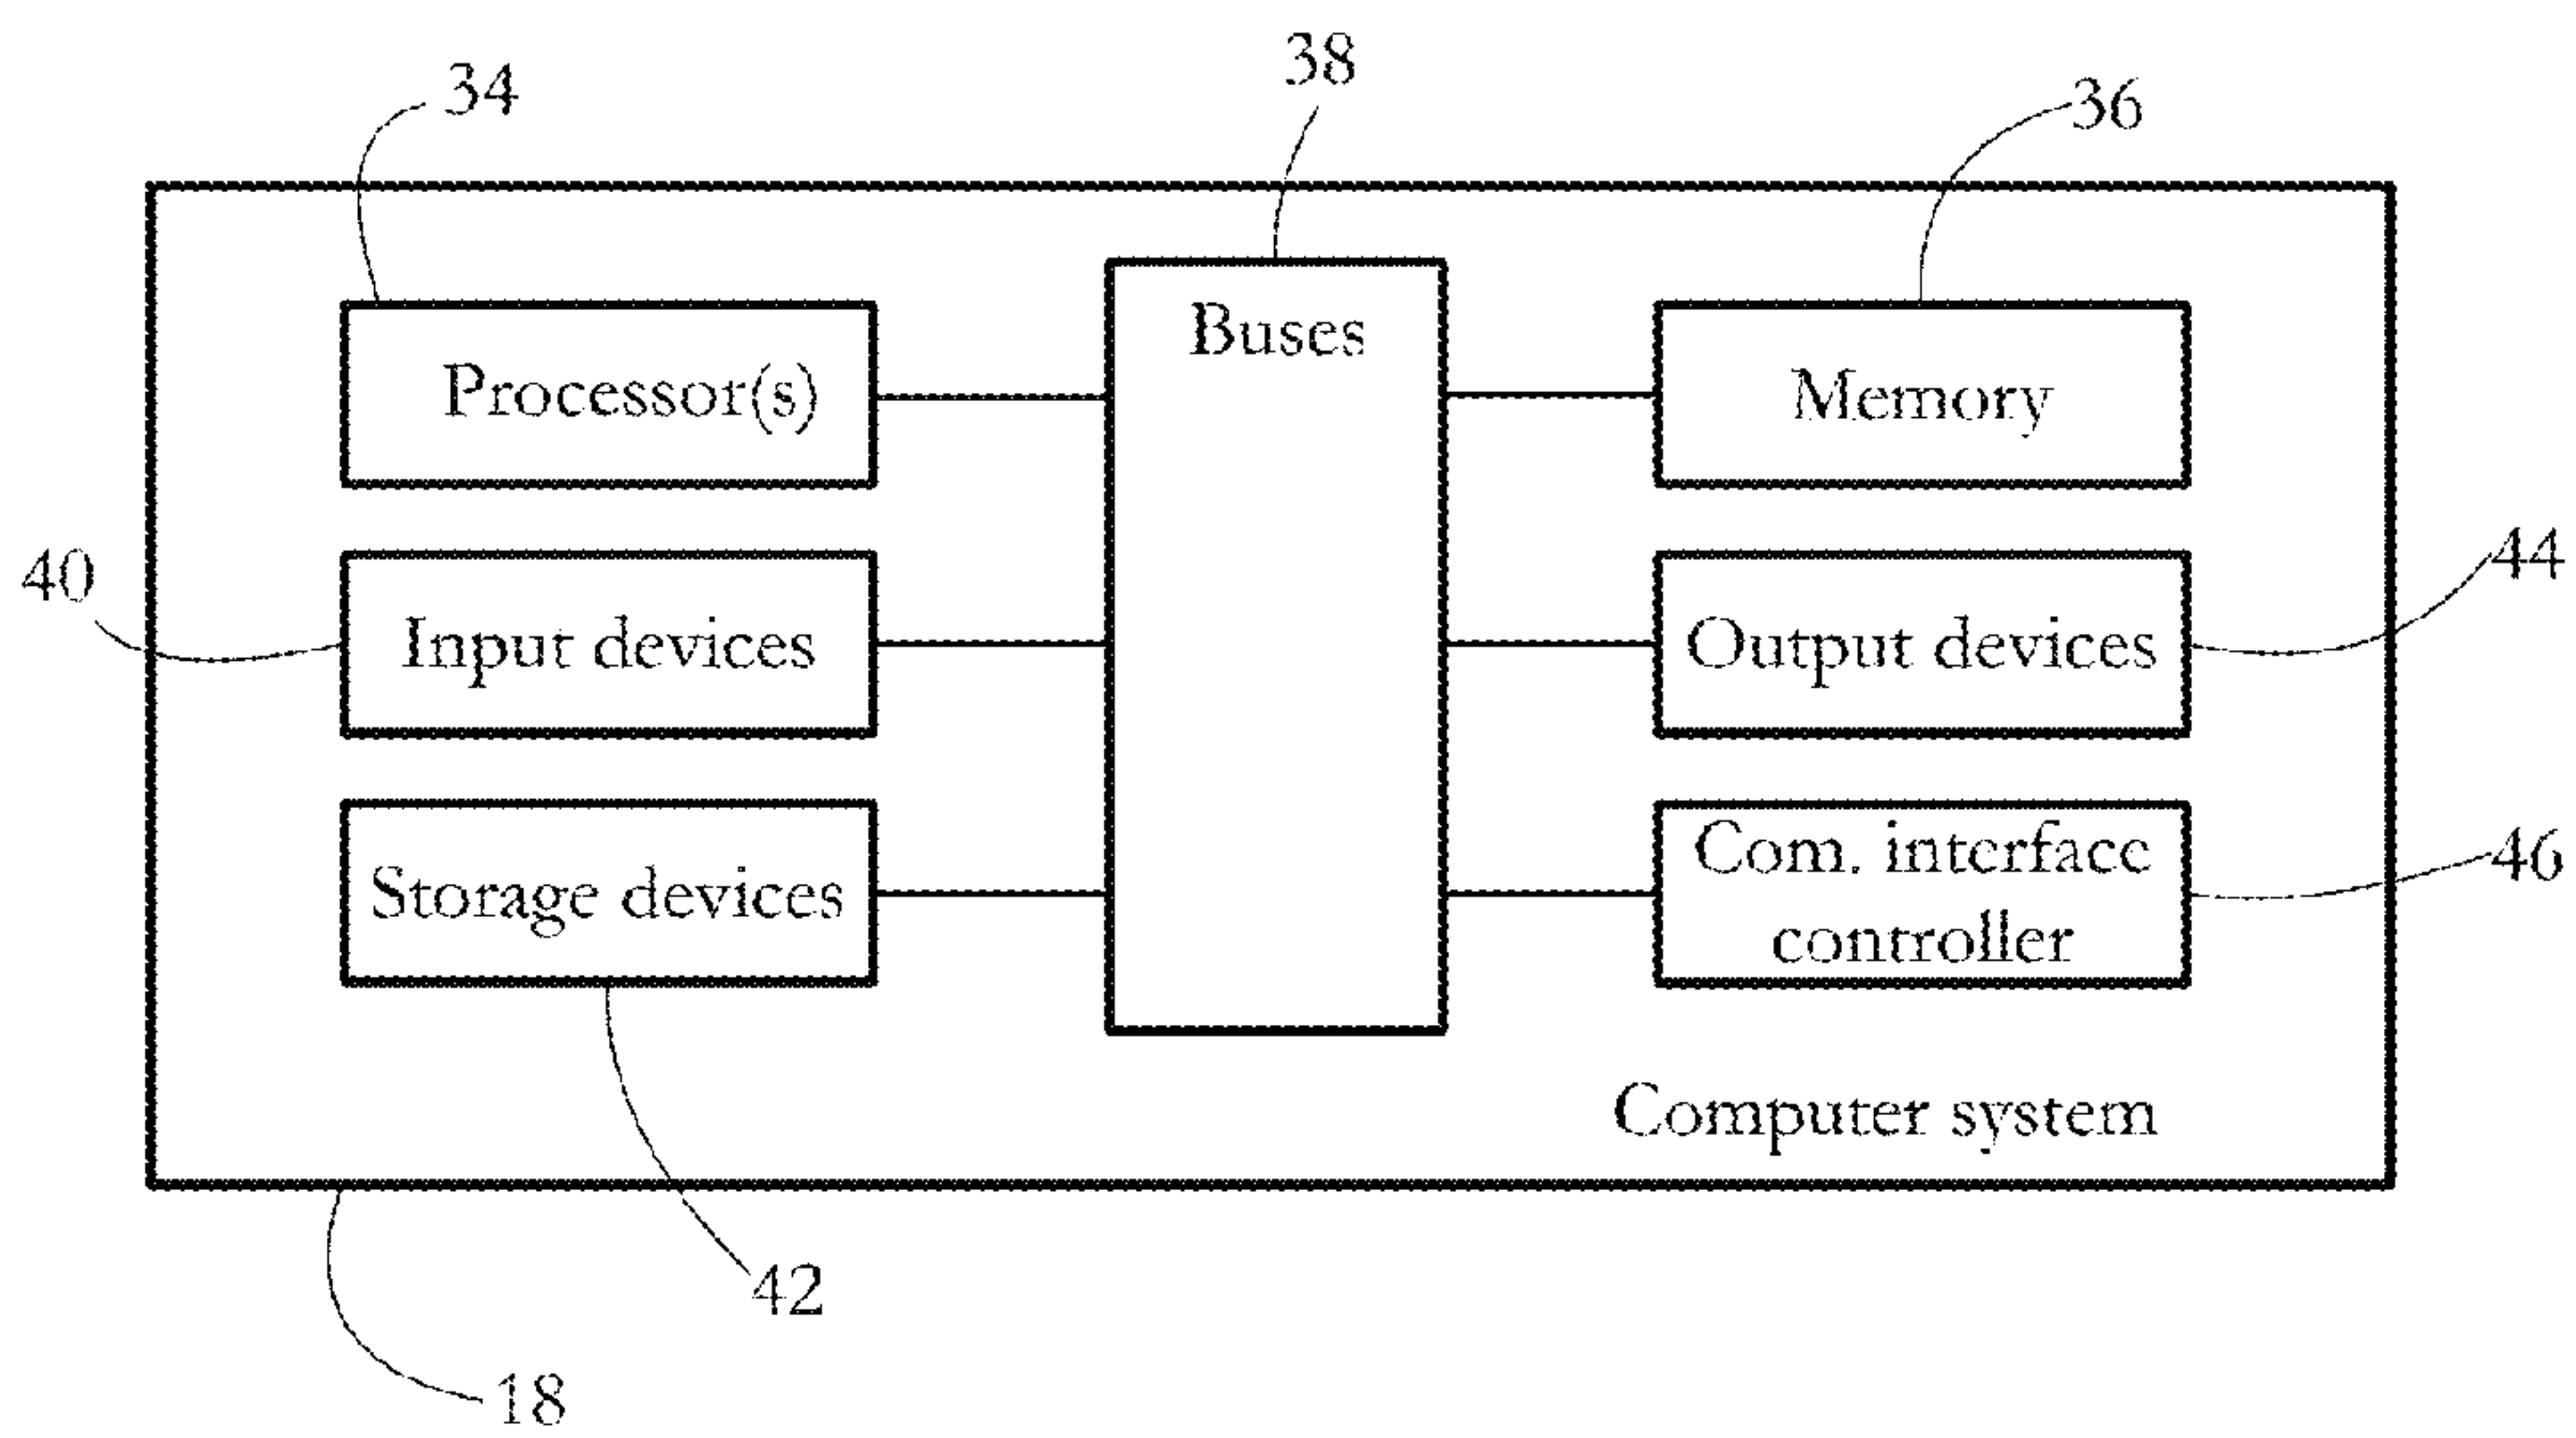 34
38
36
Buses
Processor(s)
Memory
40
44
Input devices
Output devices
Storage devices
Com. interface
controller
46
Computer system
42
18